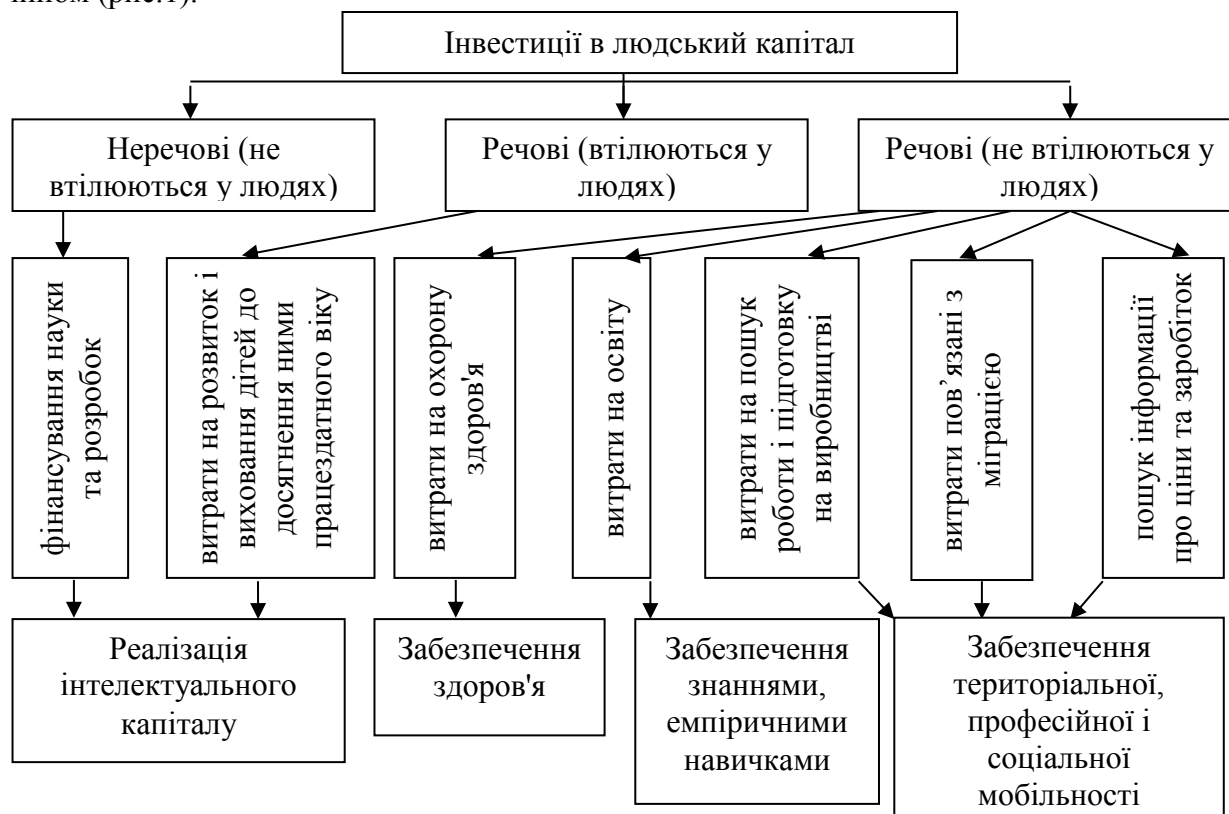 чином (рис.1):
Інвестиції в людський капітал
Неречові (не
втілюються у людях)
Речові (втілюються у
людях)
Речові (не втілюються у
людях)
фінансування науки
та розробок
витрати на розвиток і
виховання дітей до
досягнення ними
працездатного віку
витрати на охорону
здоров'я
витрати на освіту
витрати на пошук
роботи і підготовку
на виробництві
витрати пов’язані з
міграцією
пошук інформації
про ціни та заробіток
Реалізація
інтелектуального
капіталу
Забезпечення
здоров'я
Забезпечення
знаннями,
емпіричними
навичками
Забезпечення
територіальної,
професійної і
соціальної
мобільності